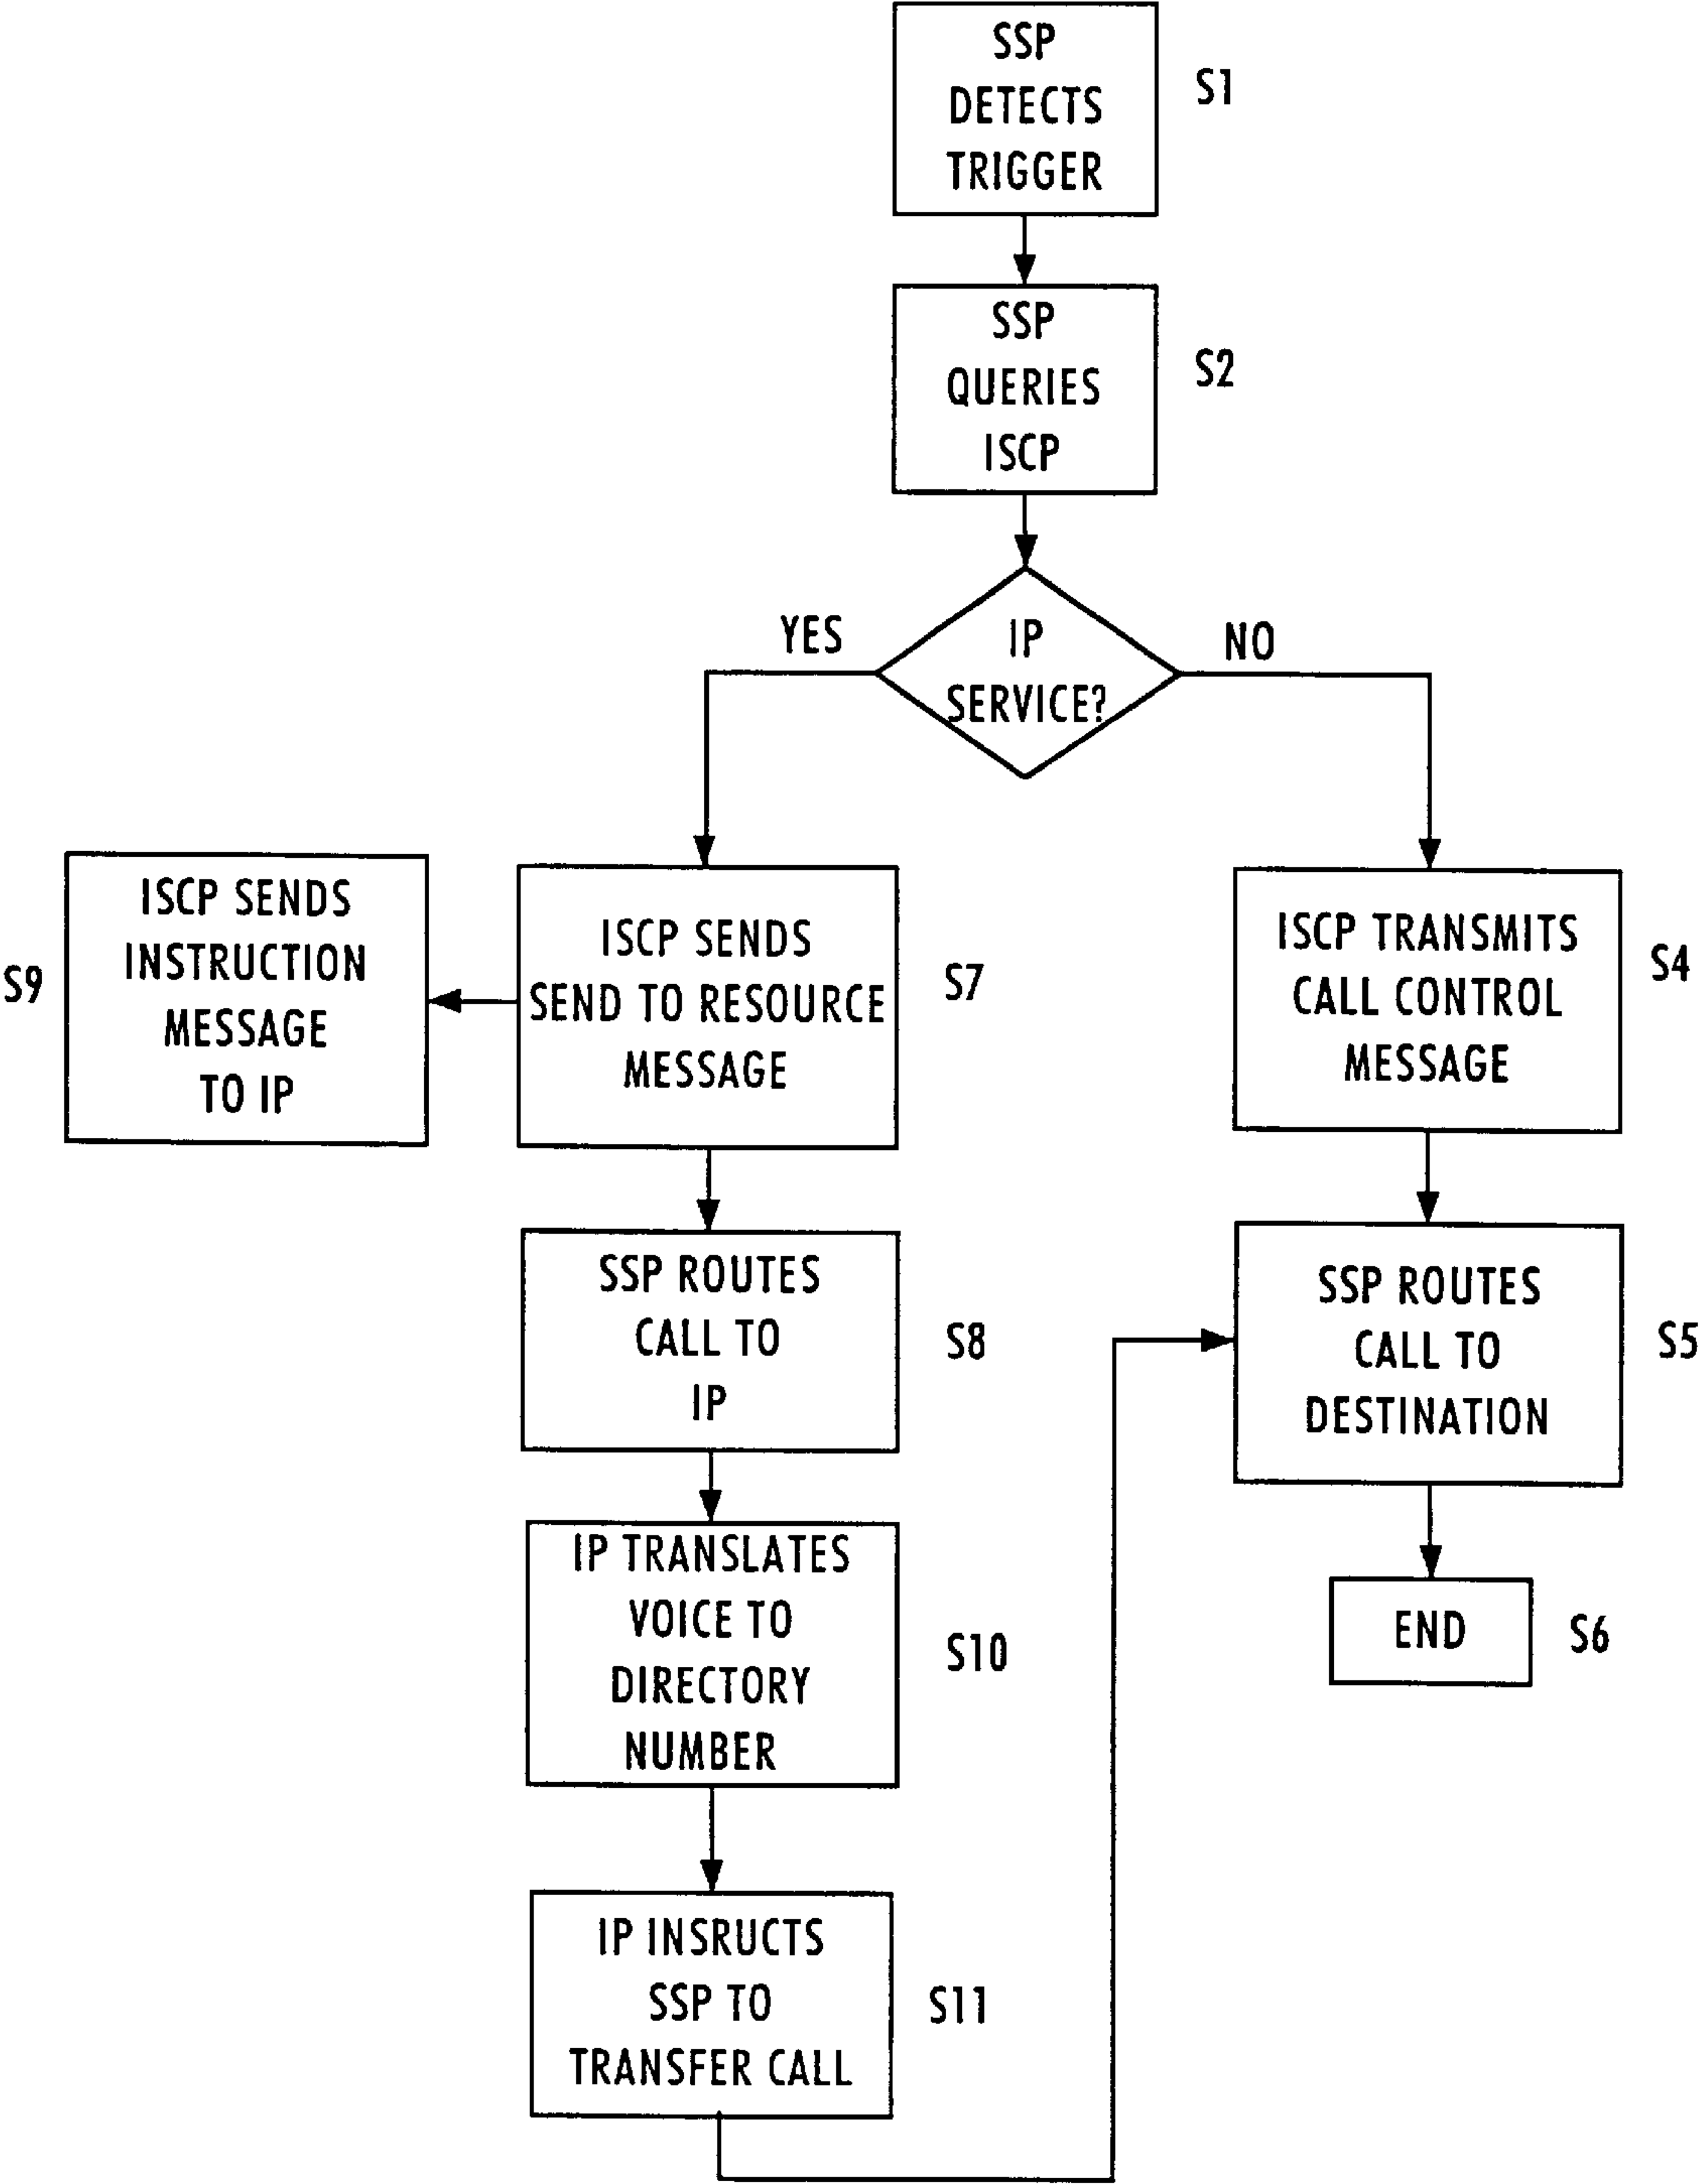 SSP
DETECTS
TRIGGER
S1
SSP
QUERIES
ISCP
S2
YES
IP
SERVICE?
NO
S9
ISCP SENDS
INSTRUCTION
MESSAGE
TO IP
ISCP SENDS
SEND TO RESOURCE
MESSAGE
S7
ISCP TRANSMITS
CALL CONTROL
MESSAGE
S4
SSP ROUTES
CALL TO
IP
S8
SSP ROUTES
CALL TO
DESTINATION
S5
IP TRANSLATES
VOICE TO
DIRECTORY
NUMBER
S10
END
S6
IP INSRUCTS
SSP TO
TRANSFER CALL
S11